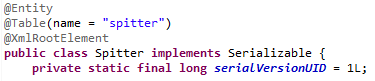 @Entity
@Table(name = "spitter")
@XmlRootElement
public class Spitter implements Serializable {
    private static final long serialVersionUID = 1L;